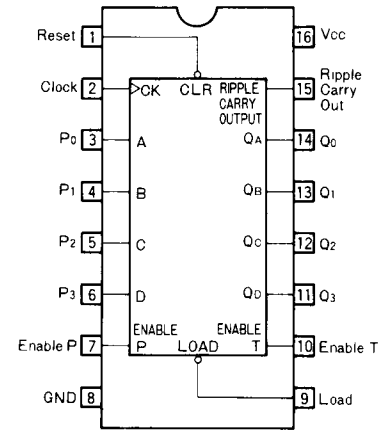 Reset 1
16 Vcc
Clock 2
CK CLR RIPPLE CARRY OUTPUT
15 Ripple Carry Out
P0 3 A
QA 14 Q0
P1 4 B
QB 13 Q1
P2 5 C
QC 12 Q2
P3 6 D
QD 11 Q3
Enable P 7
ENABLE P
LOAD
ENABLE T
10 Enable T
GND 8
9 Load